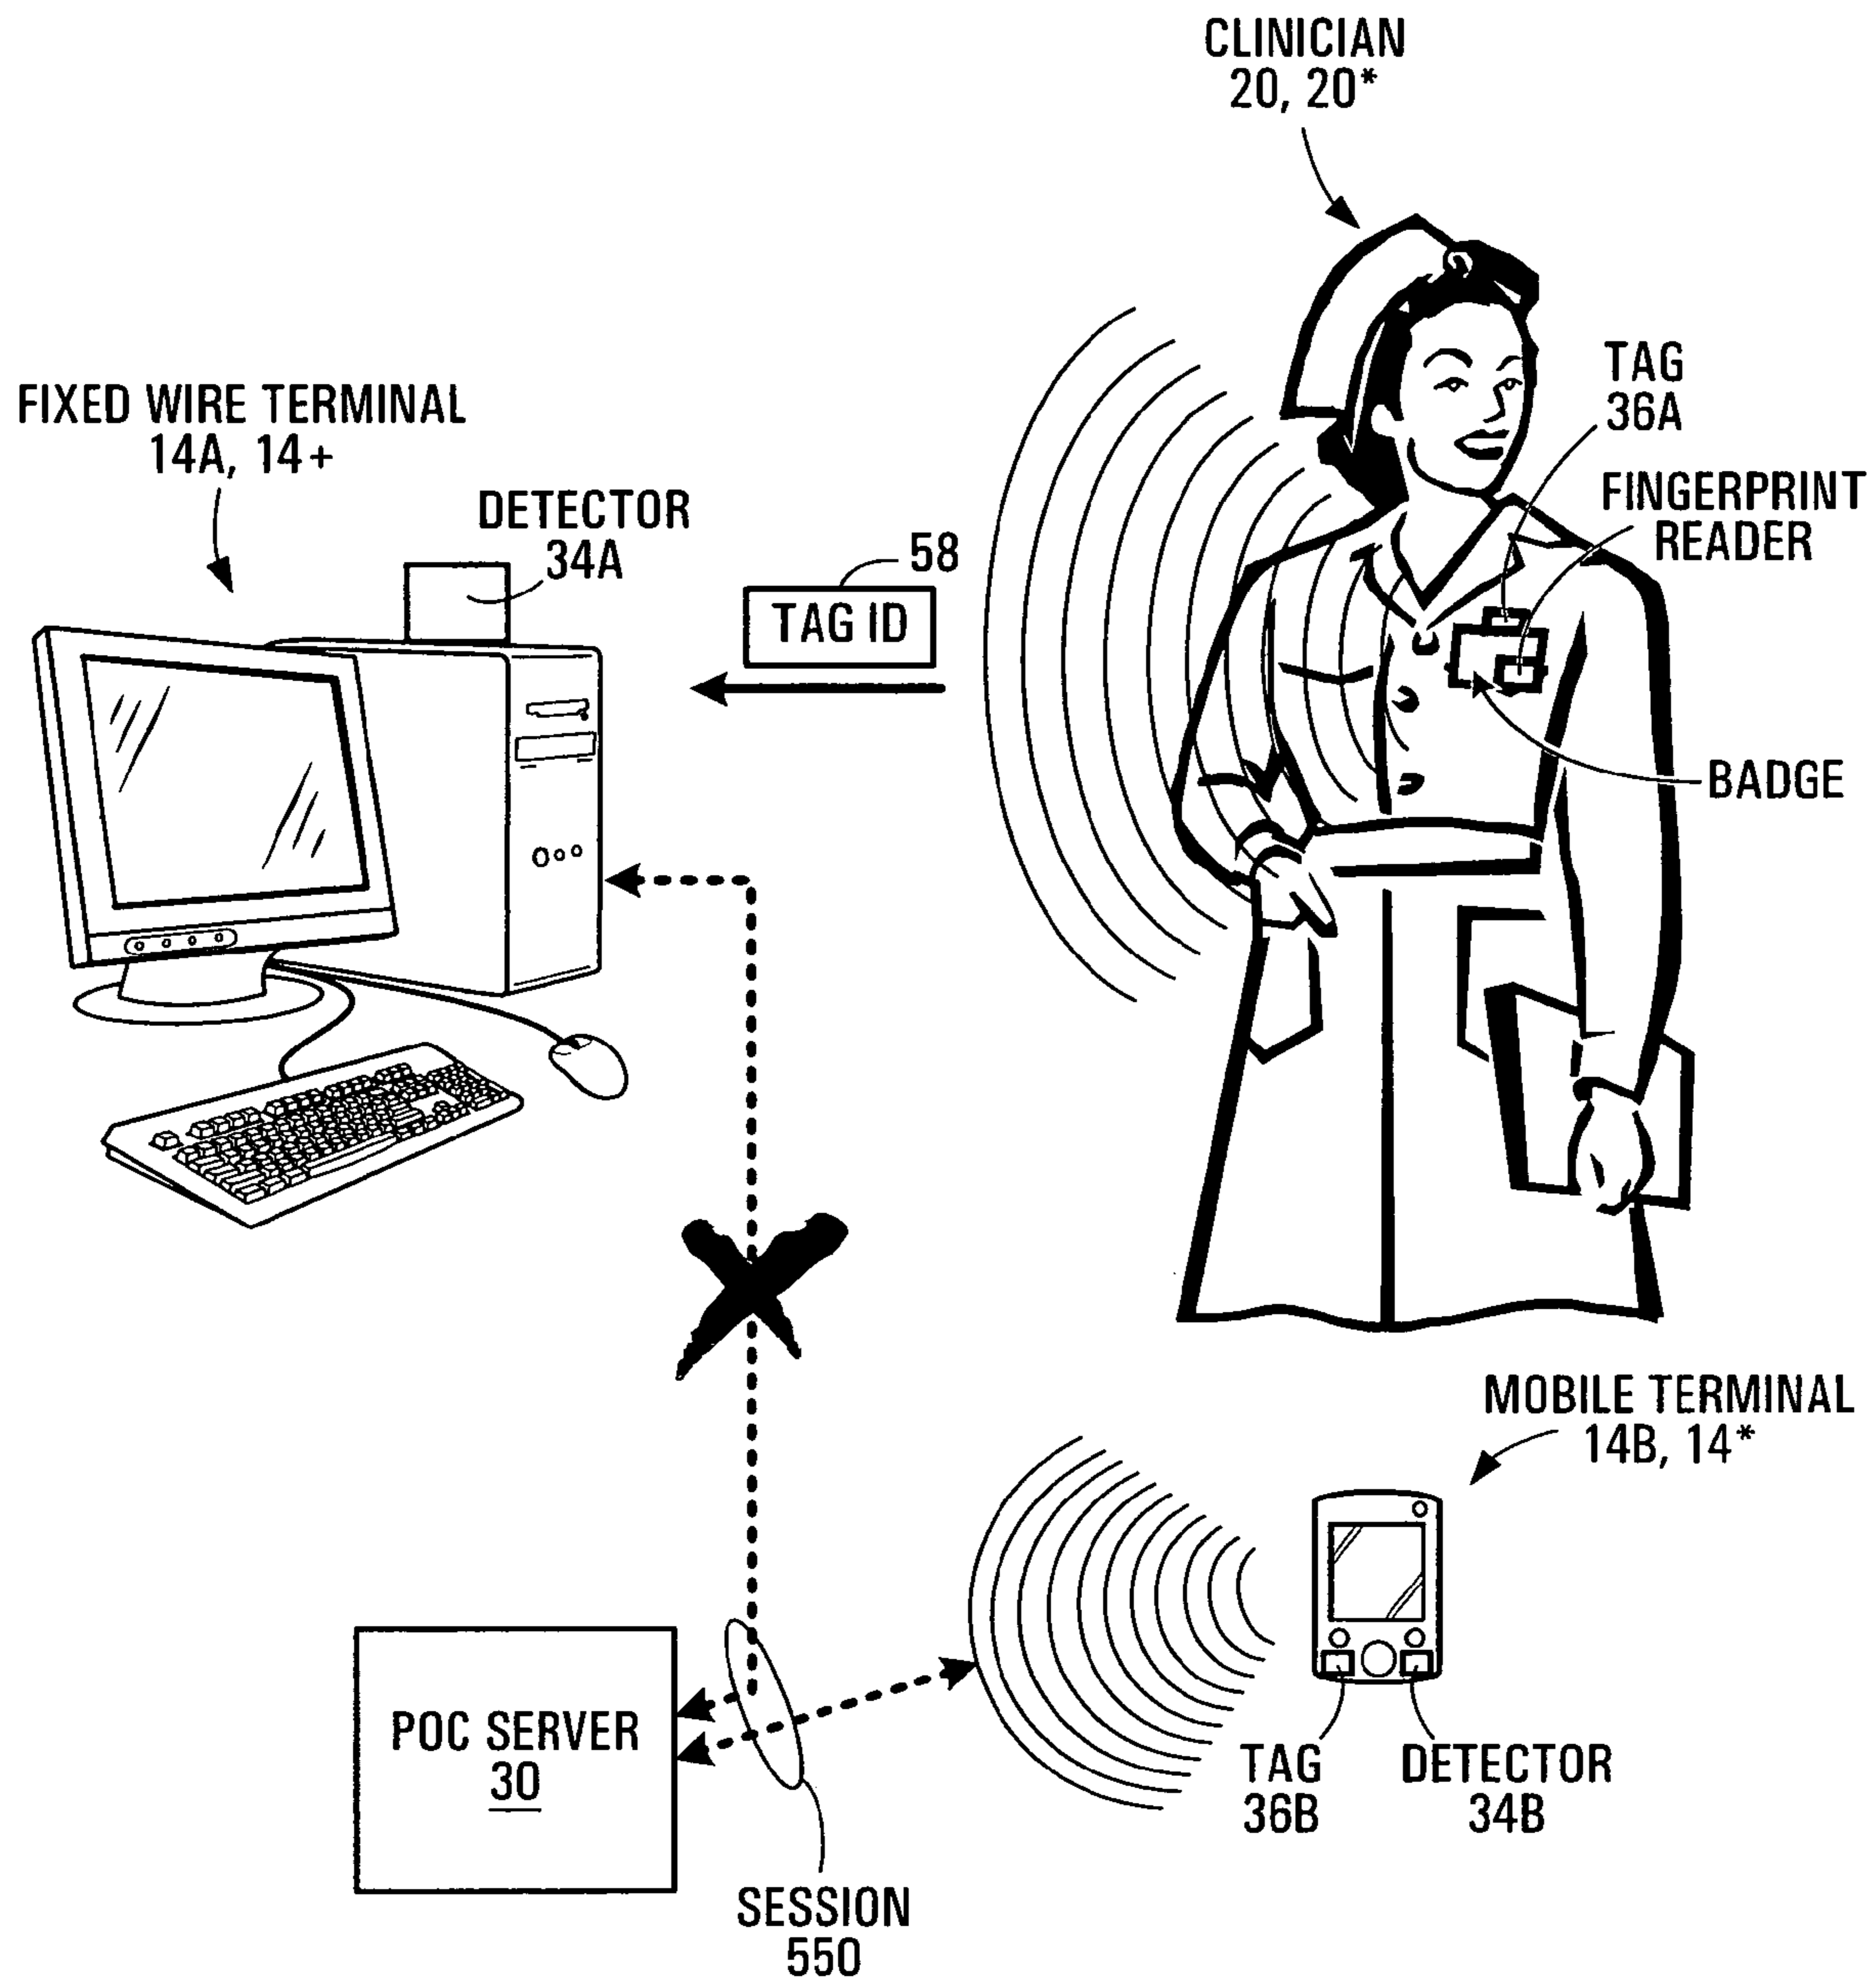 CLINICIAN
20, 20*
TAG
36A
FIXED WIRE TERMINAL
14A, 14+
FINGERPRINT
READER
DETECTOR
34A
58
TAG ID
BADGE
MOBILE TERMINAL
14B, 14*
POC SERVER
30
TAG
36B
DETECTOR
34B
SESSION
550